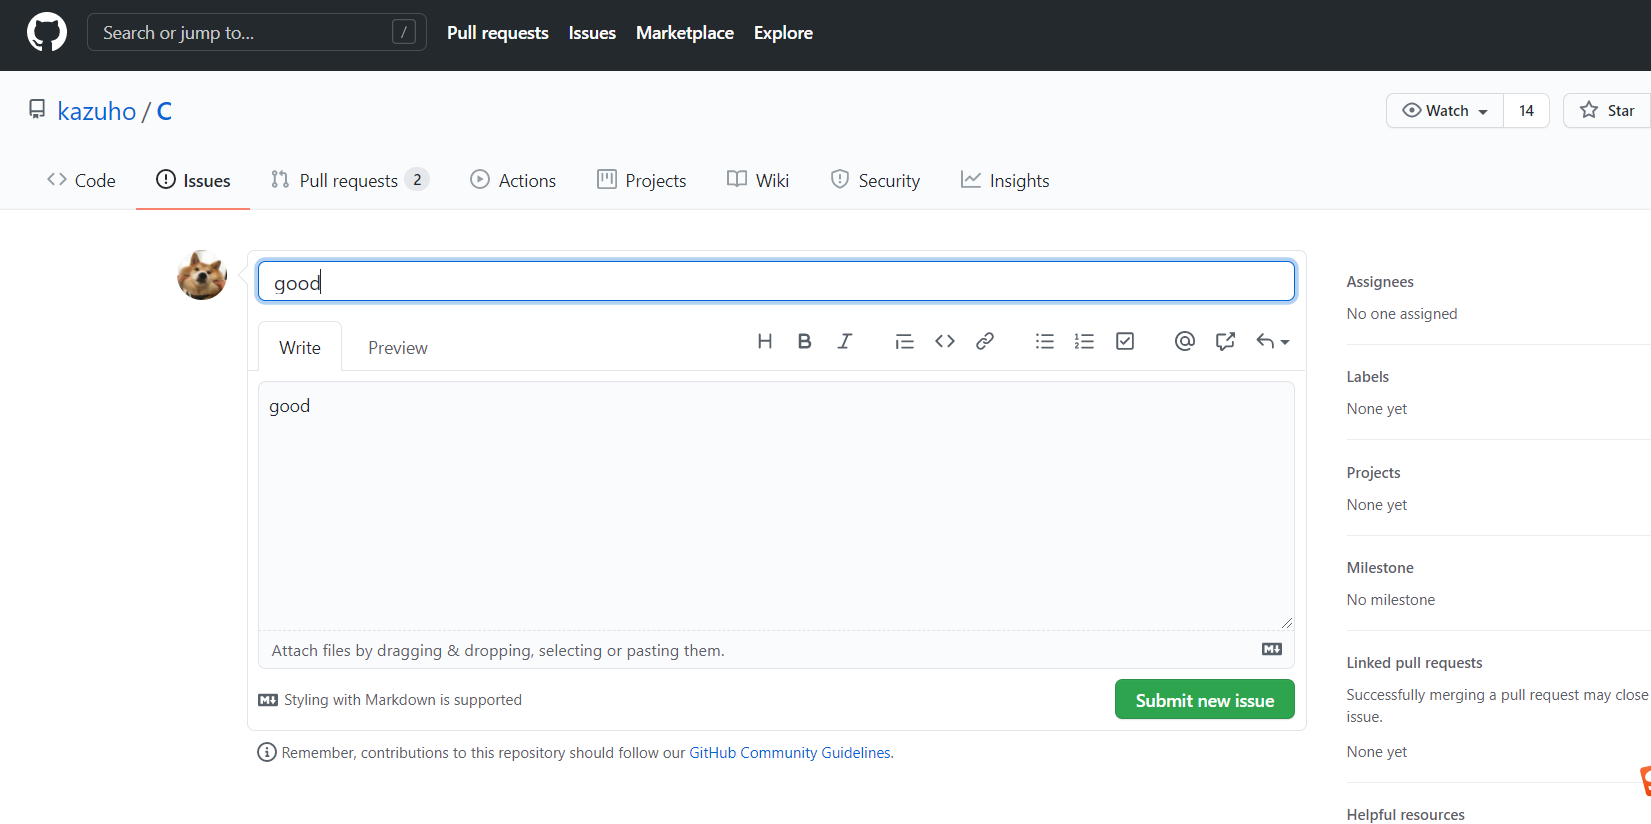 Search or jump to... /
Pull requests Issues Marketplace Explore
kazuho / C
Watch 14 Star
Code Issues Pull requests 2 Actions Projects Wiki Security Insights
good
Write Preview
H B I
good
Attach files by dragging & dropping, selecting or pasting them.
Styling with Markdown is supported
Submit new issue
Remember, contributions to this repository should follow our GitHub Community Guidelines.
Assignees
No one assigned
Labels
None yet
Projects
None yet
Milestone
No milestone
Linked pull requests
Successfully merging a pull request may close
issue.
None yet
Helpful resources